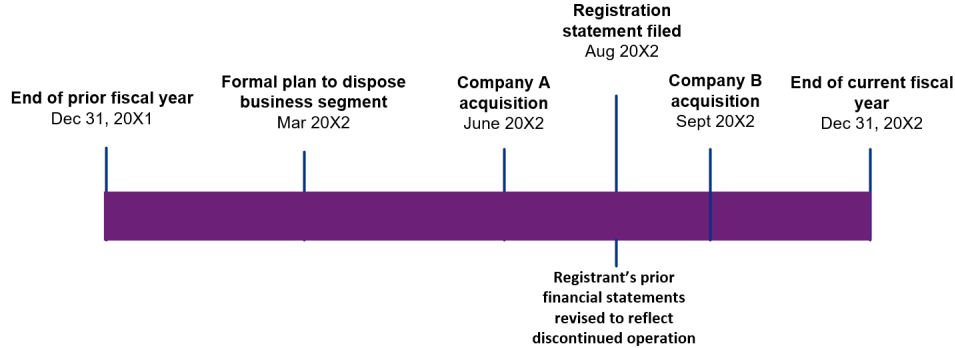 End of prior fiscal year
Dec 31, 20X1
Formal plan to dispose
business segment
Mar 20X2
Company A
acquisition
June 20X2
Registration
statement filed
Aug 20X2
Company B
acquisition
Sept 20X2
End of current fiscal
year
Dec 31, 20X2
Registrant’s prior
financial statements
revised to reflect
discontinued operation